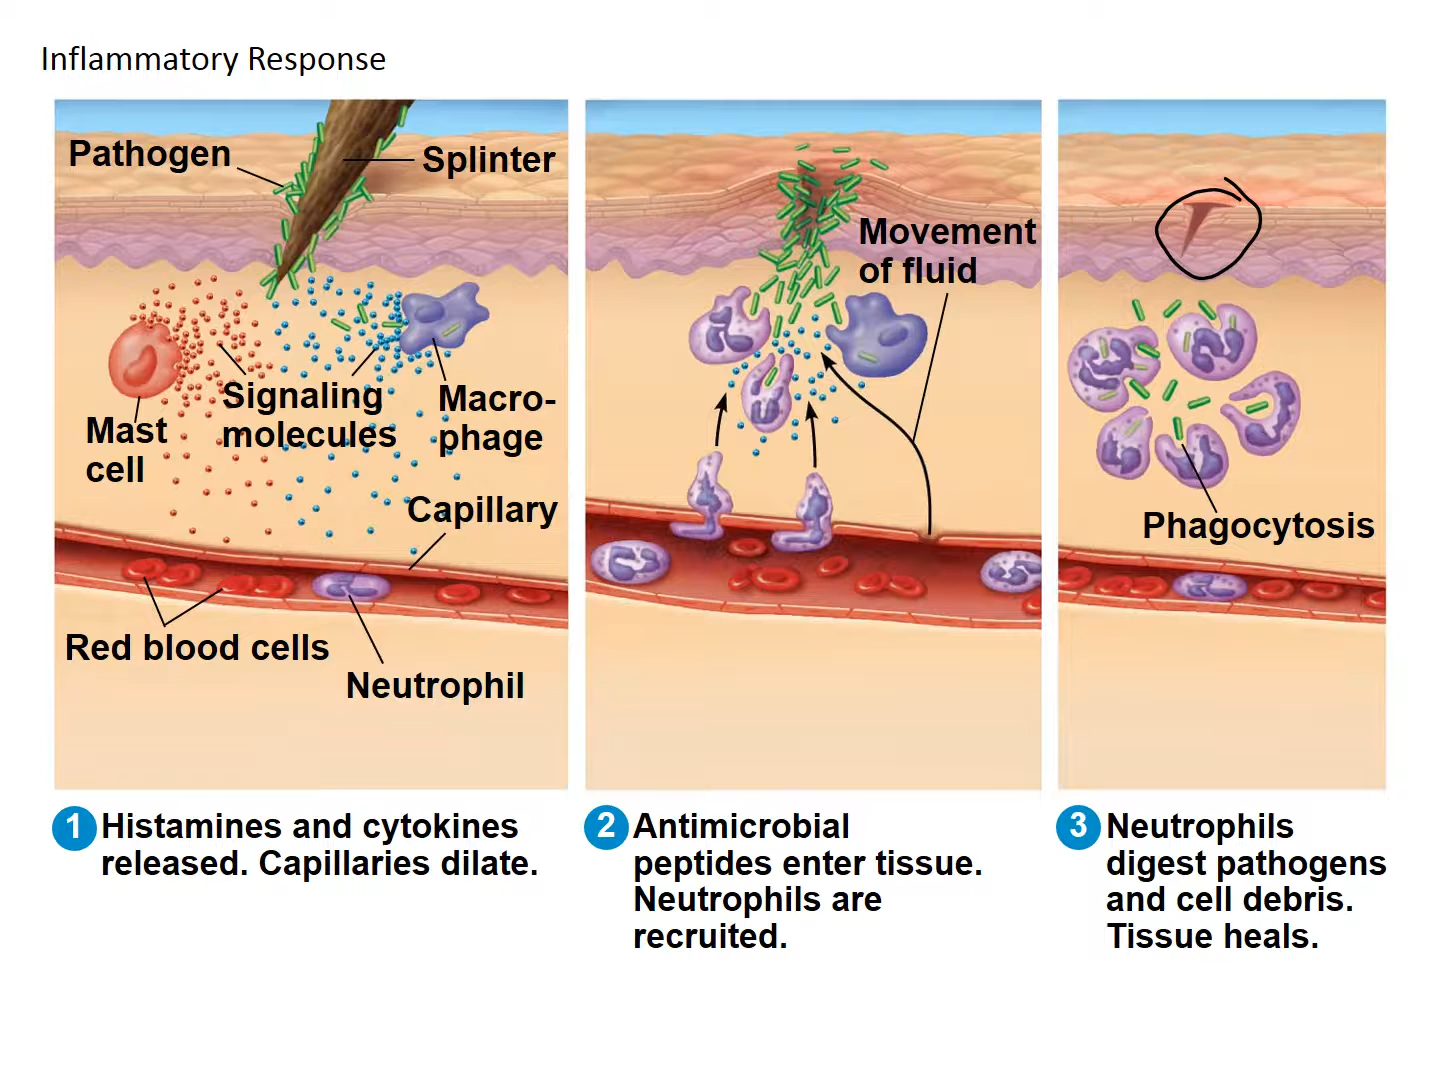 Inflammatory Response
Pathogen
Splinter
Signaling
molecules
Mast
cell
Macro-
phage
Capillary
Red blood cells
Neutrophil
Movement
of fluid
Phagocytosis
1 Histamines and cytokines
released. Capillaries dilate.
2 Antimicrobial
peptides enter tissue.
Neutrophils are
recruited.
3 Neutrophils
digest pathogens
and cell debris.
Tissue heals.